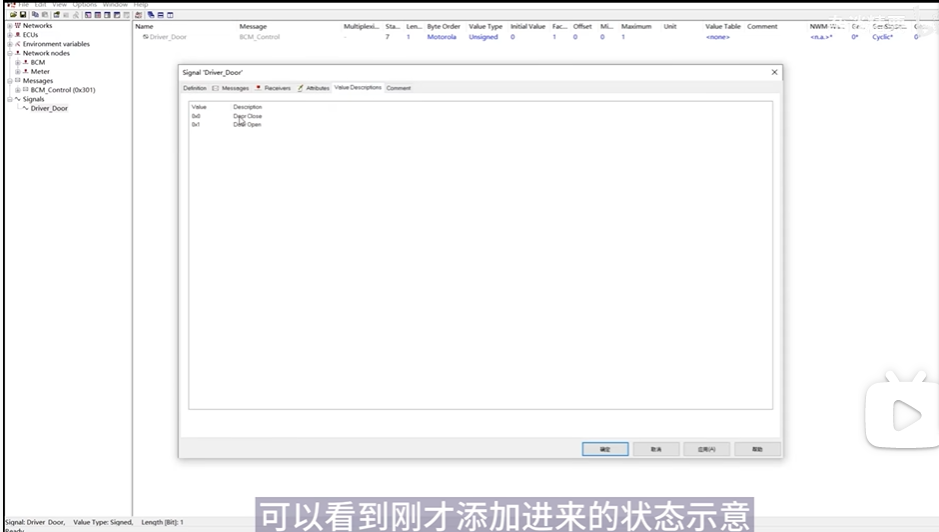 File Edit View Options Window Help
Networks
ECUs
Environment variables
Network nodes
BCM
Meter
Messages
BCM_Control (0x301)
Signals
Driver_Door
Name Message Multiplexi... Sta... Len... Byte Order Value Type Initial Value Fac... Offset Mi... Maximum Unit Value Table Comment
Driver_Door BCM_Control - 7 1 Motorola Unsigned 0 1 0 0 1 <none> <n.a.>* 0* Cyclic* 0
Signal 'Driver_Door'
Definition Messages Receivers Attributes Value Descriptions Comment
Value Description
0x0 Door Close
0x1 Door Open
确定 取消 应用(A) 帮助
可以看到刚才添加进来的状态示意
Signal: Driver_Door, Value Type: Signed, Length [Bit]: 1
Ready